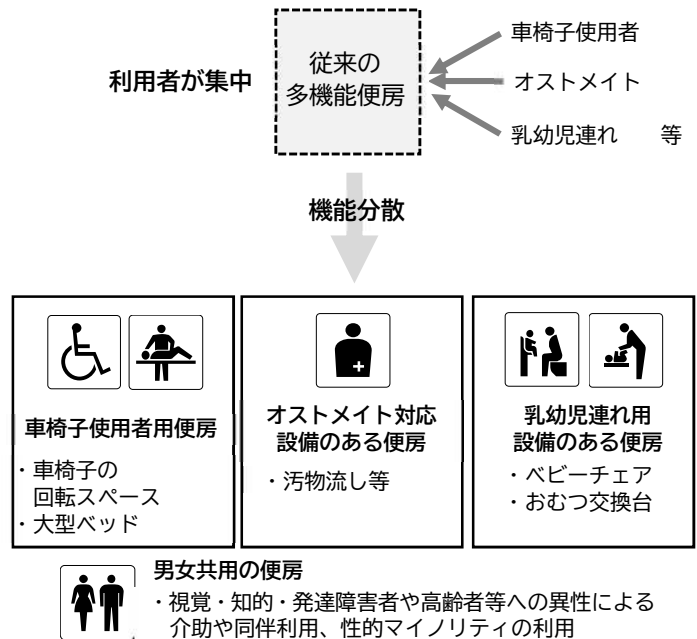 利用者が集中
従来の
多機能便房
車椅子使用者
オストメイト
乳幼児連れ 等
機能分散
車椅子使用者用便房
・車椅子の
回転スペース
・大型ベッド
オストメイト対応
設備のある便房
・汚物流し等
乳幼児連れ用
設備のある便房
・ベビーチェア
・おむつ交換台
男女共用の便房
・視覚・知的・発達障害者や高齢者等への異性による
介助や同伴利用、性的マイノリティの利用